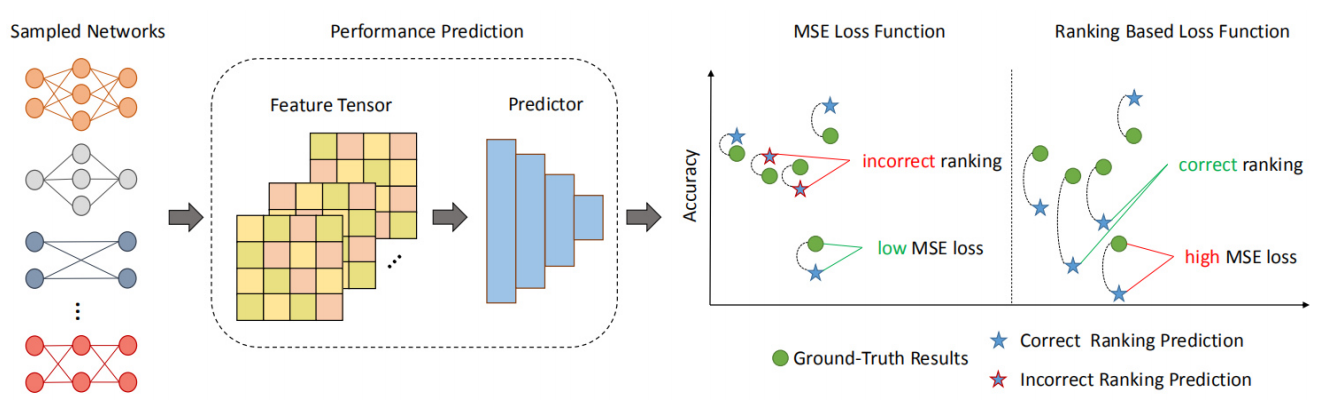 Sampled Networks
Performance Prediction
MSE Loss Function
Ranking Based Loss Function
Feature Tensor
Predictor
Accuracy
incorrect ranking
low MSE loss
correct ranking
high MSE loss
Ground-Truth Results
Correct Ranking Prediction
Incorrect Ranking Prediction